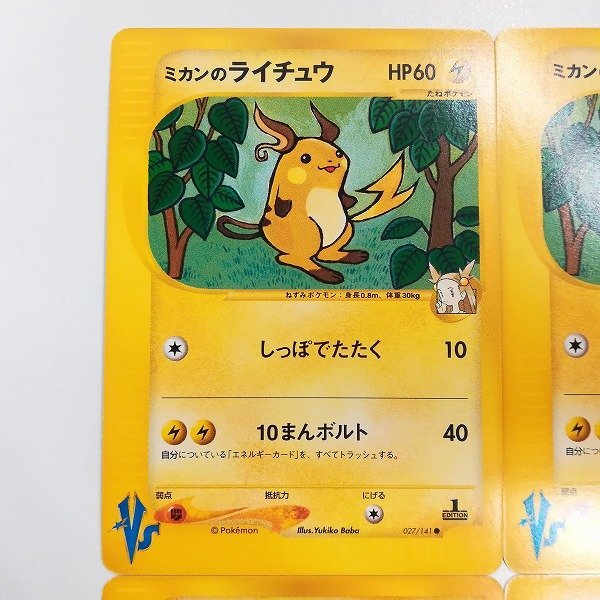 ミカンのライチュウ HP60
たねポケモン
ねずみポケモン：身長0.8m、体重30kg
しっぽでたたく 10
10まんボルト 40
自分についている「エネルギーカード」を、すべてトラッシュする。
弱点 抵抗力 にげる
1
EDITION
VS
© Pokémon Illus.Yukiko Baba 027/141 ●
ミカンの
自分につ
弱点